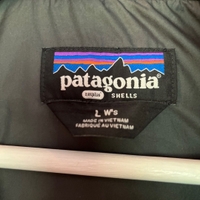 patagonia
SHELLS
L W's
MADE IN VIETNAM
FABRIQUÉ AU VIETNAM